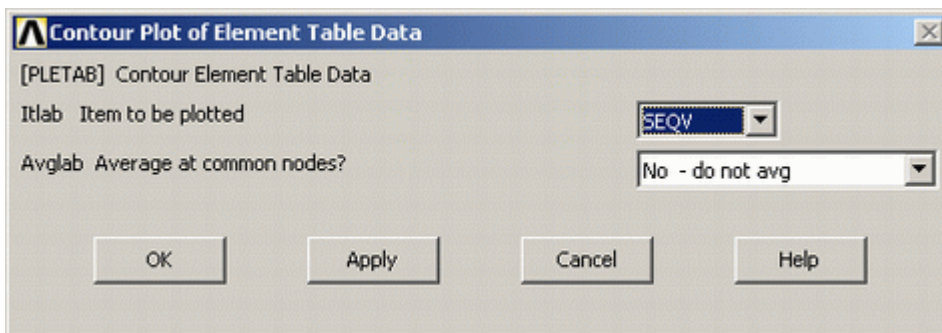 Contour Plot of Element Table Data
[PLETAB] Contour Element Table Data
Itlab Item to be plotted SEQV
Avglab Average at common nodes? No - do not avg
OK Apply Cancel Help